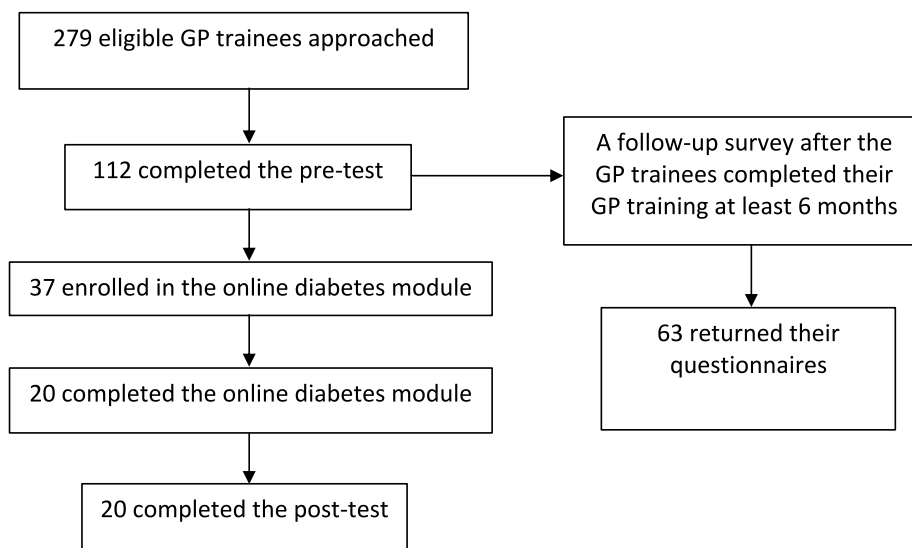 279 eligible GP trainees approached
112 completed the pre-test
A follow-up survey after the
GP trainees completed their
GP training at least 6 months
37 enrolled in the online diabetes module
63 returned their
questionnaires
20 completed the online diabetes module
20 completed the post-test